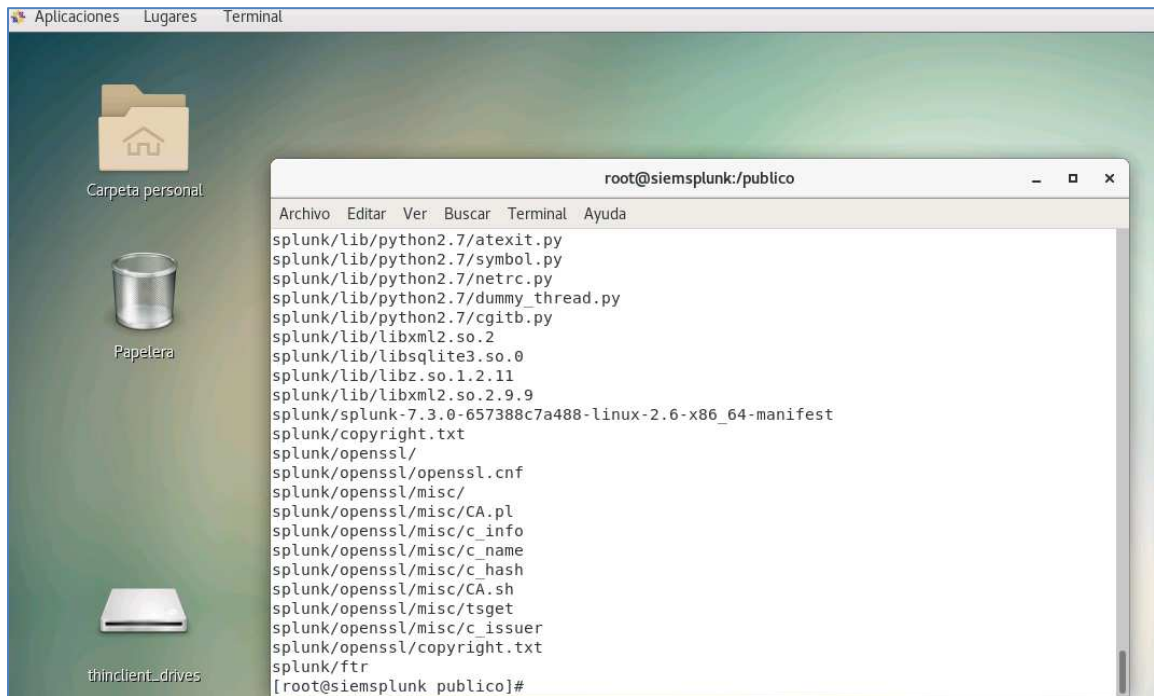 Aplicaciones Lugares Terminal
Carpeta personal
Papelera
thinclient_drives
root@siemsplunk:/publico
Archivo Editar Ver Buscar Terminal Ayuda
splunk/lib/python2.7/atexit.py
splunk/lib/python2.7/symbol.py
splunk/lib/python2.7/netrc.py
splunk/lib/python2.7/dummy_thread.py
splunk/lib/python2.7/cgitb.py
splunk/lib/libxml2.so.2
splunk/lib/libsqlite3.so.0
splunk/lib/libz.so.1.2.11
splunk/lib/libxml2.so.2.9.9
splunk/splunk-7.3.0-657388c7a488-linux-2.6-x86_64-manifest
splunk/copyright.txt
splunk/openssl/
splunk/openssl/openssl.cnf
splunk/openssl/misc/
splunk/openssl/misc/CA.pl
splunk/openssl/misc/c_info
splunk/openssl/misc/c_name
splunk/openssl/misc/c_hash
splunk/openssl/misc/CA.sh
splunk/openssl/misc/tsget
splunk/openssl/misc/c_issuer
splunk/openssl/copyright.txt
splunk/ftr
[root@siemsplunk publico]#